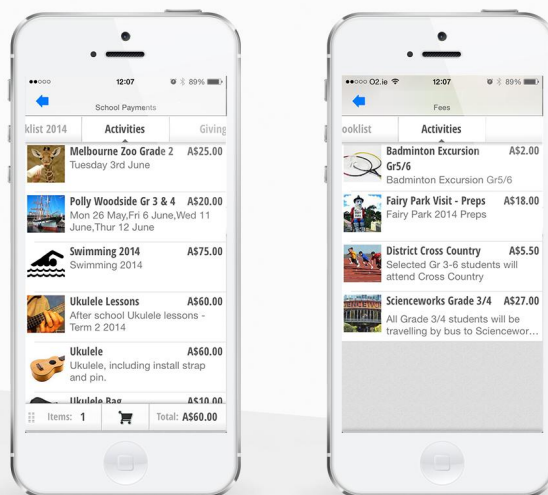 12:07
89%
School Payments
klist 2014 Activities Giving
Melbourne Zoo Grade 2 A$25.00
Tuesday 3rd June
Polly Woodside Gr 3 & 4 A$20.00
Mon 26 May,Fri 6 June,Wed 11
June,Thur 12 June
Swimming 2014 A$75.00
Swimming 2014
Ukulele Lessons A$60.00
After school Ukulele lessons -
Term 2 2014
Ukulele A$60.00
Ukulele, including install strap
and pin.
Ukulele Bag A$10.00
Items: 1 Total: A$60.00
O2.ie 12:07 89%
Fees
ooklist Activities
Badminton Excursion A$2.00
Gr5/6
Badminton Excursion Gr5/6
Fairy Park Visit - Preps A$18.00
Fairy Park 2014 Preps
District Cross Country A$5.50
Selected Gr 3-6 students will
attend Cross Country
Scienceworks Grade 3/4 A$27.00
All Grade 3/4 students will be
travelling by bus to Sciencewor...